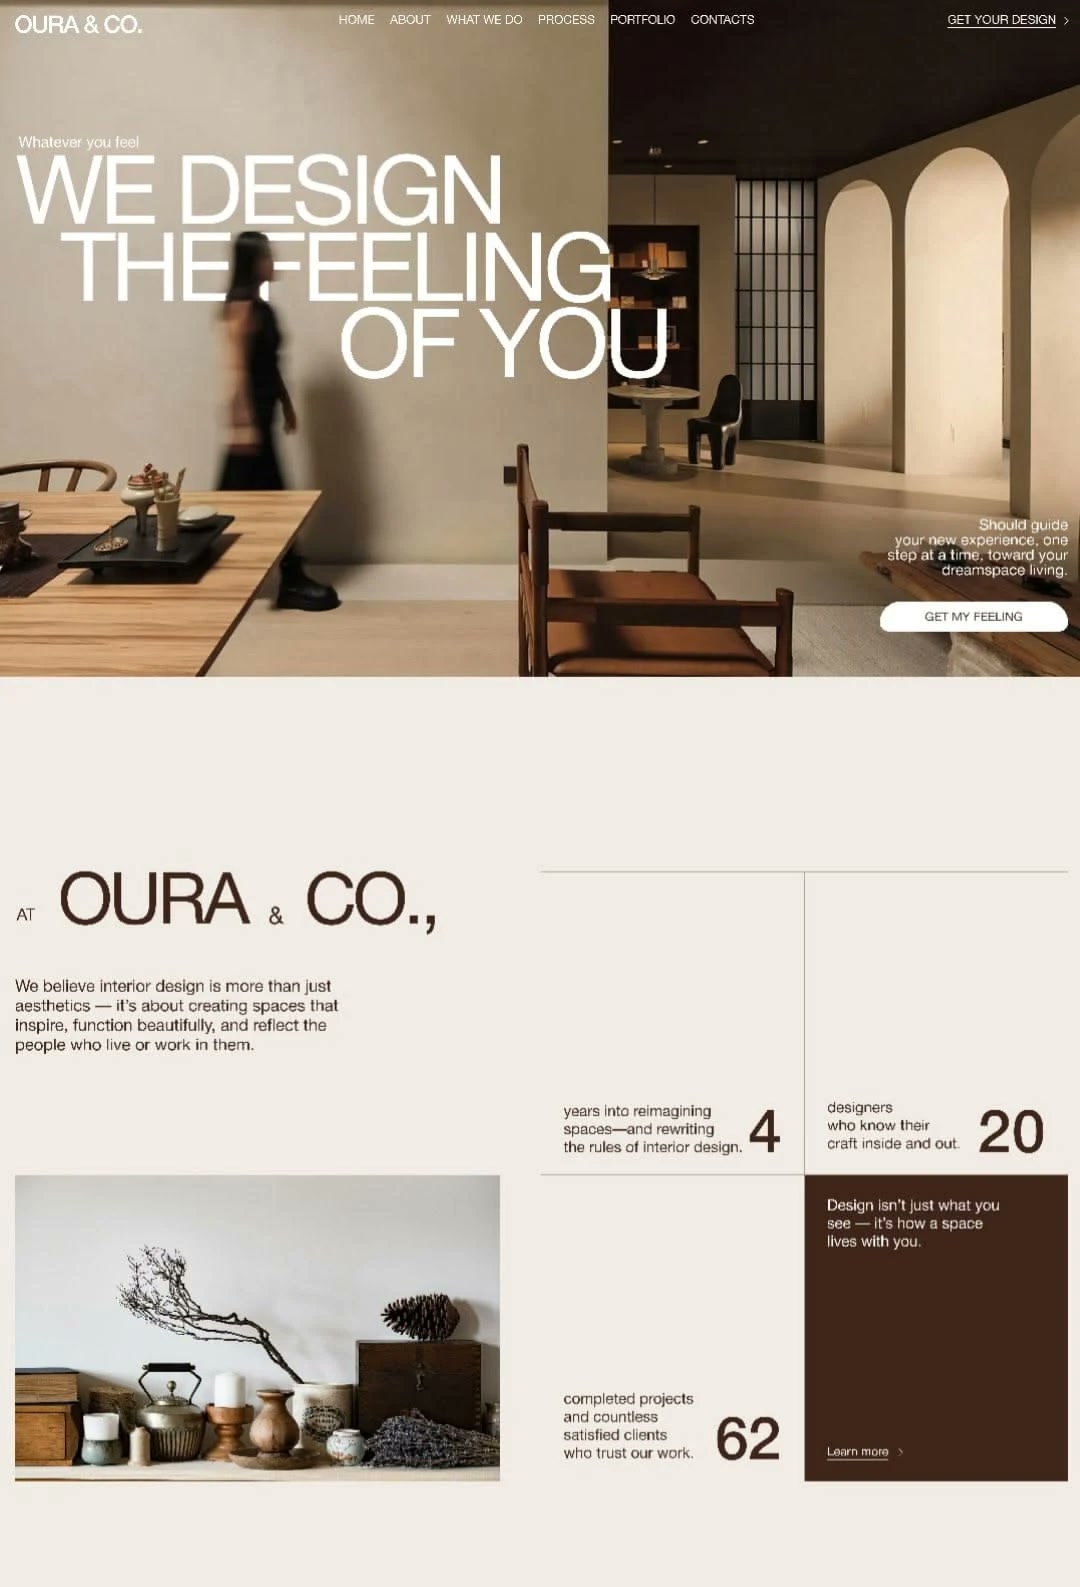 OURA & CO.
HOME ABOUT WHAT WE DO PROCESS PORTFOLIO CONTACTS
GET YOUR DESIGN >
Whatever you feel
WE DESIGN
THE FEELING
OF YOU
Should guide
your new experience, one
step at a time, toward your
dreamspace living.
GET MY FEELING
AT OURA & CO.,
We believe interior design is more than just
aesthetics — it's about creating spaces that
inspire, function beautifully, and reflect the
people who live or work in them.
years into reimagining
spaces—and rewriting
the rules of interior design.
4
designers
who know their
craft inside and out.
20
completed projects
and countless
satisfied clients
who trust our work.
62
Design isn't just what you
see — it's how a space
lives with you.
Learn more >